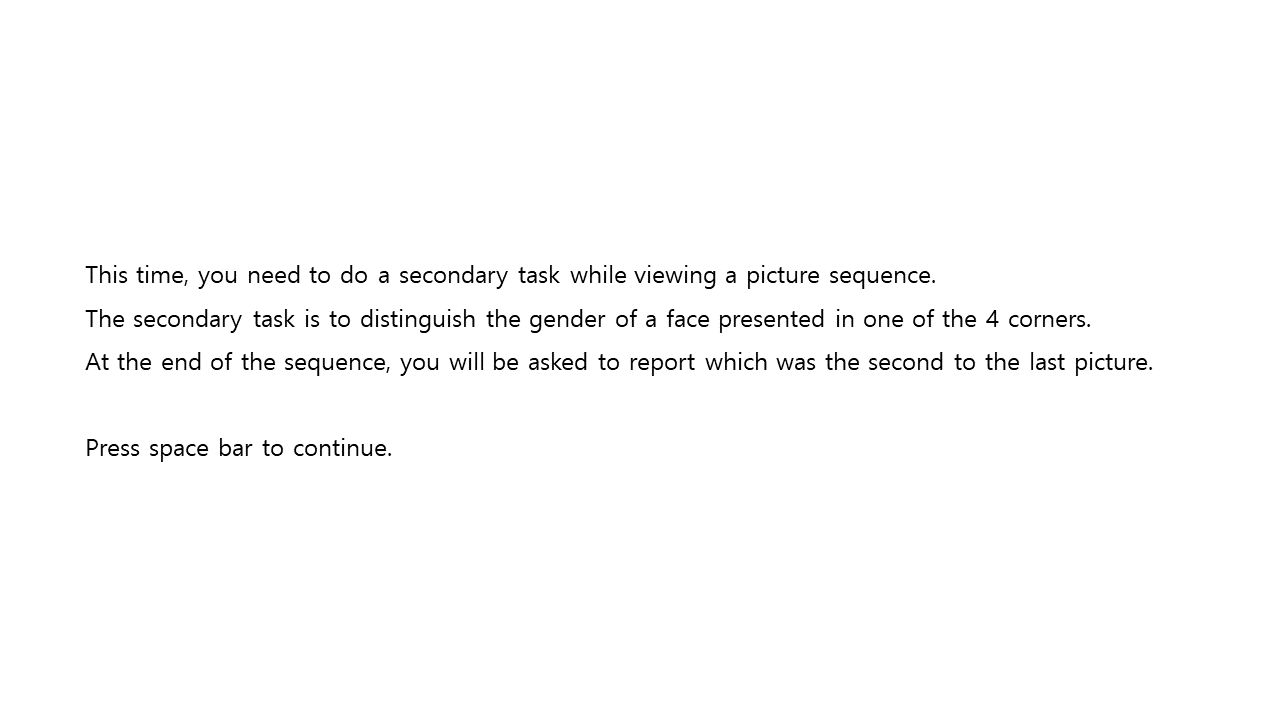 This time, you need to do a secondary task while viewing a picture sequence.
The secondary task is to distinguish the gender of a face presented in one of the 4 corners.
At the end of the sequence, you will be asked to report which was the second to the last picture.
Press space bar to continue.